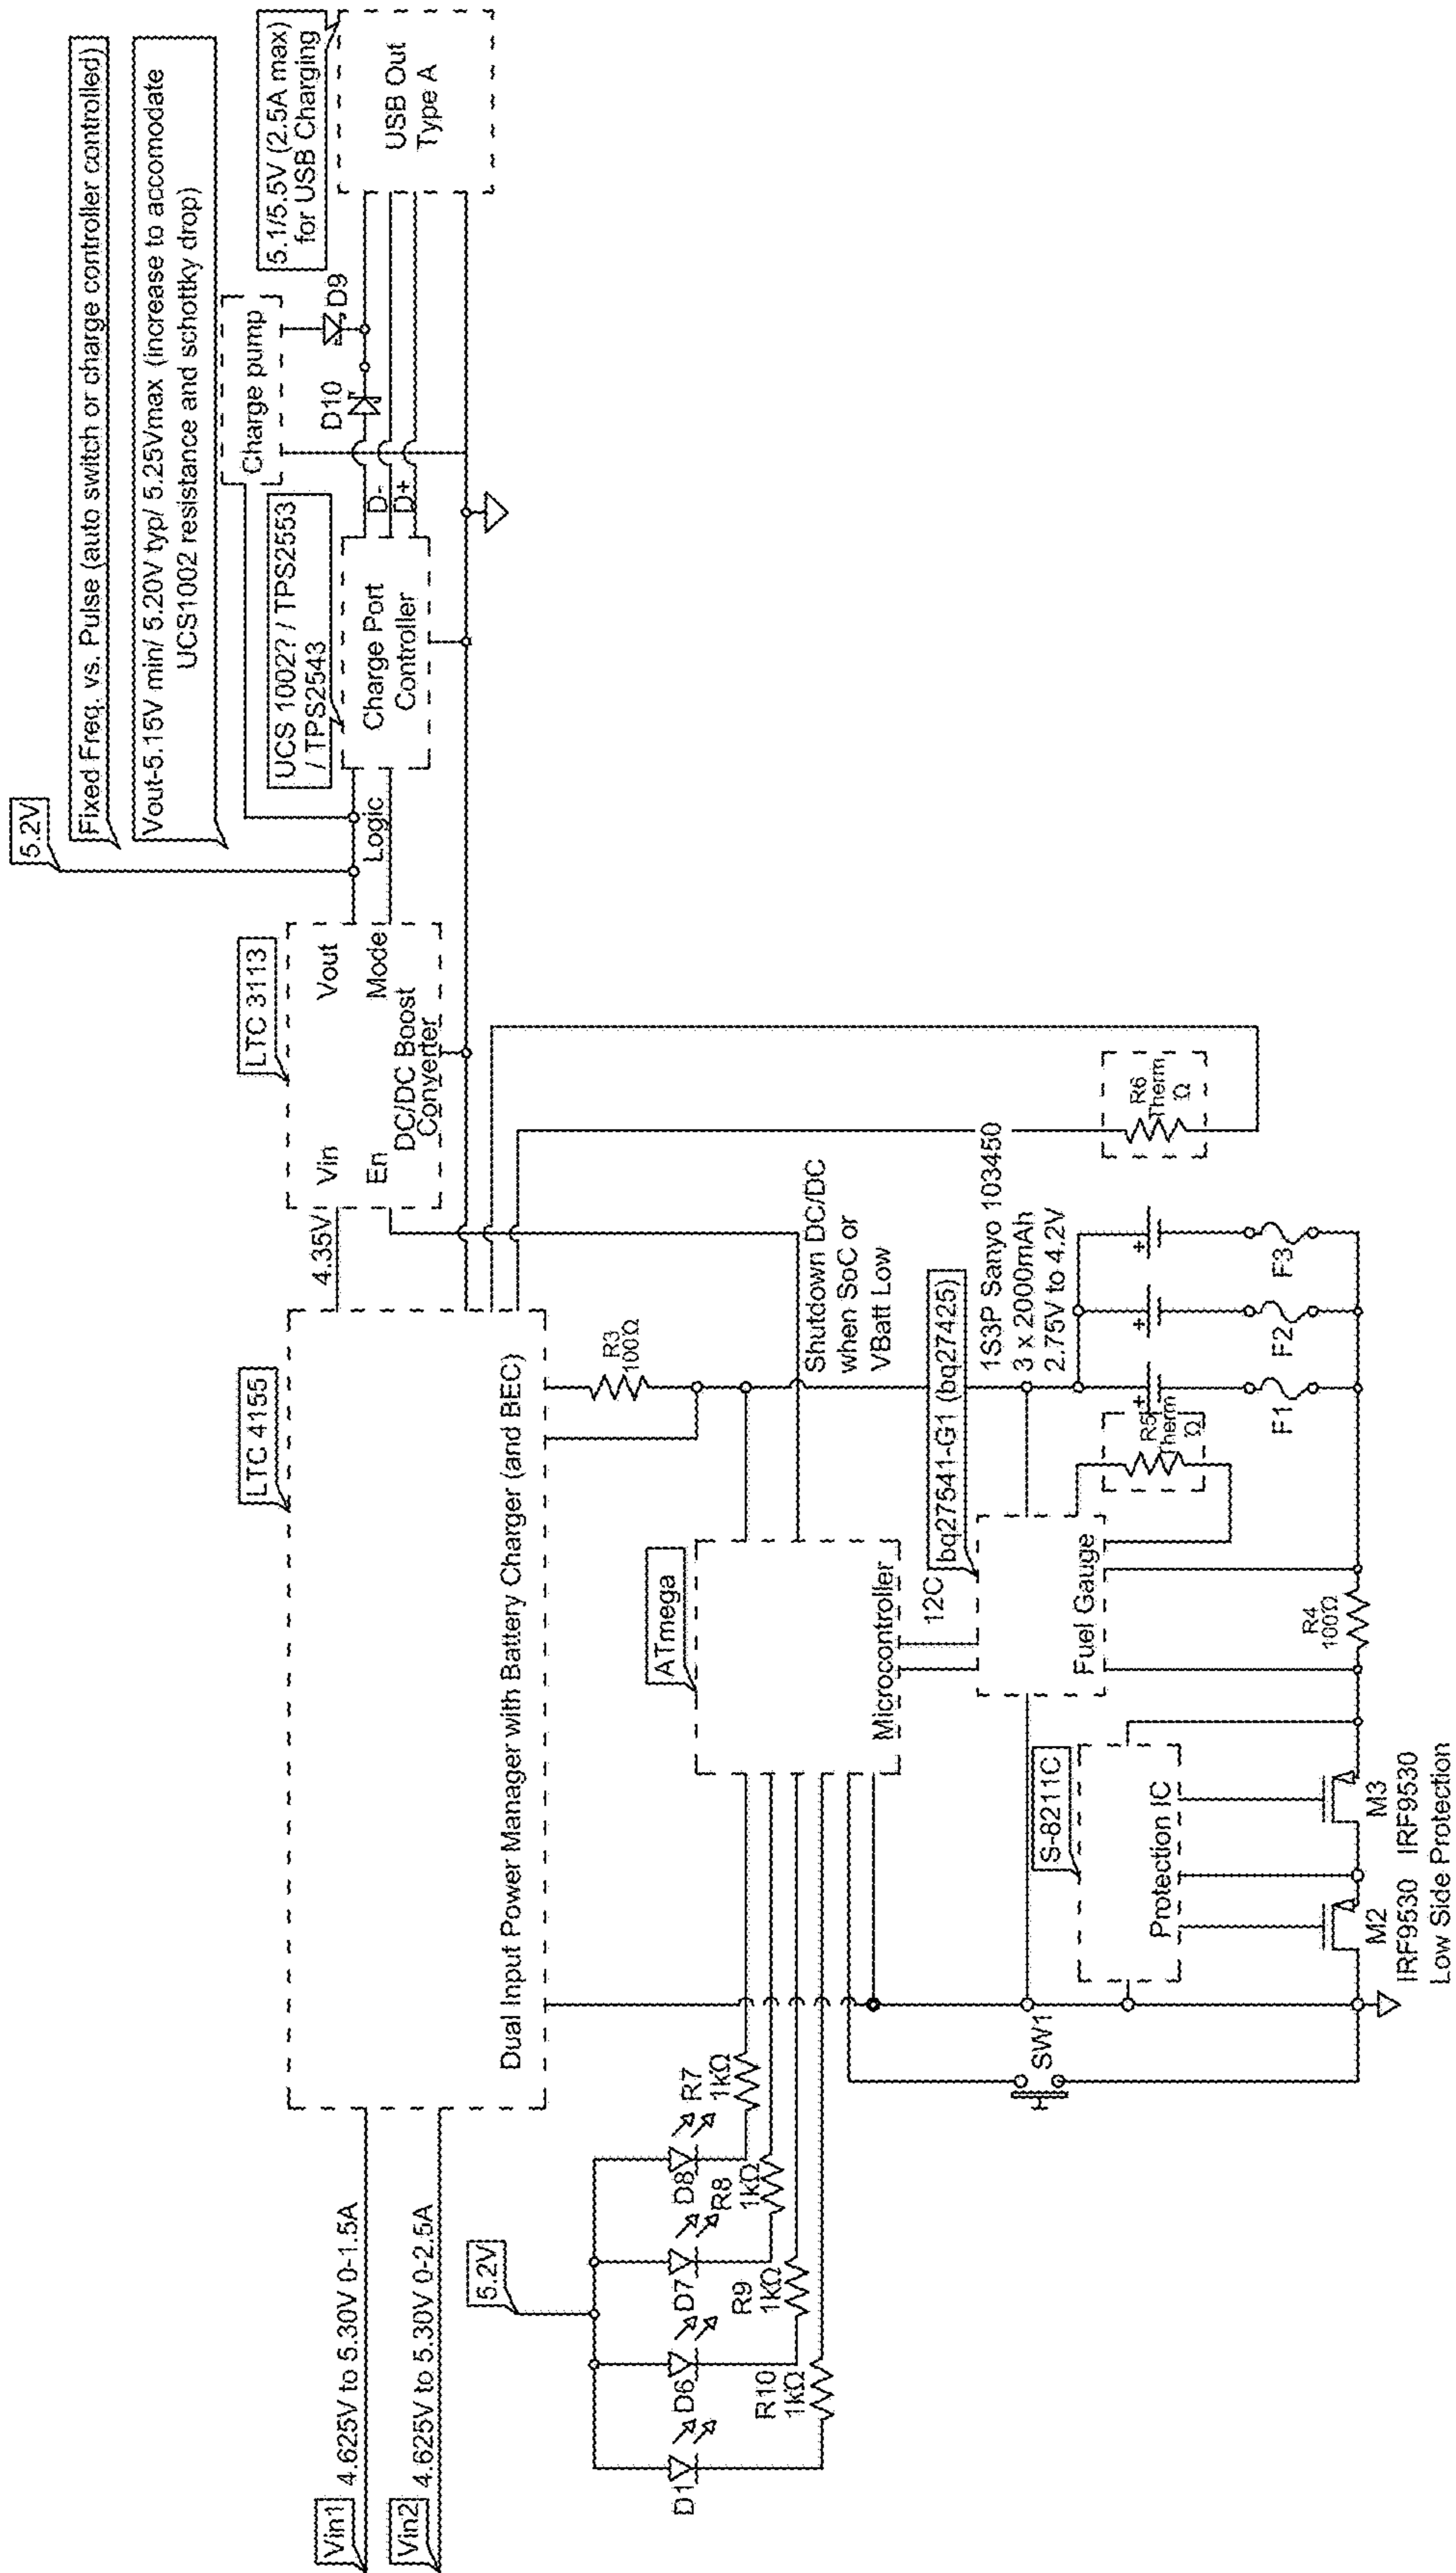 5.2V
Fixed Freq. vs. Pulse (auto switch or charge controller controlled)
Vout-5.15V min/ 5.20V typ/ 5.25Vmax (increase to accomodate
UCS1002 resistance and schottky drop)
5.1/5.5V (2.5A max)
for USB Charging
USB Out
Type A
Charge pump
D9
D10
D-
D+
UCS 1002? / TPS2553
/ TPS2543
Charge Port
Controller
Logic
LTC 3113
Vin
Vout
En
Mode
DC/DC Boost
Converter
4.35V
LTC 4155
Dual Input Power Manager with Battery Charger (and BEC)
Vin1
4.625V to 5.30V 0-1.5A
Vin2
4.625V to 5.30V 0-2.5A
5.2V
D1
D6
D7
D8
R7
1kΩ
R8
1kΩ
R9
1kΩ
R10
1kΩ
R3
100Ω
ATmega
Microcontroller
Shutdown DC/DC
when SoC or
VBatt Low
12C
bq27541-G1 (bq27425)
Fuel Gauge
1S3P Sanyo 103450
3 x 2000mAh
2.75V to 4.2V
R6
Therm
Ω
R5
Therm
Ω
+
+
+
F1
F2
F3
R4
100Ω
S-8211C
Protection IC
SW1
M2
IRF9530
M3
IRF9530
Low Side Protection